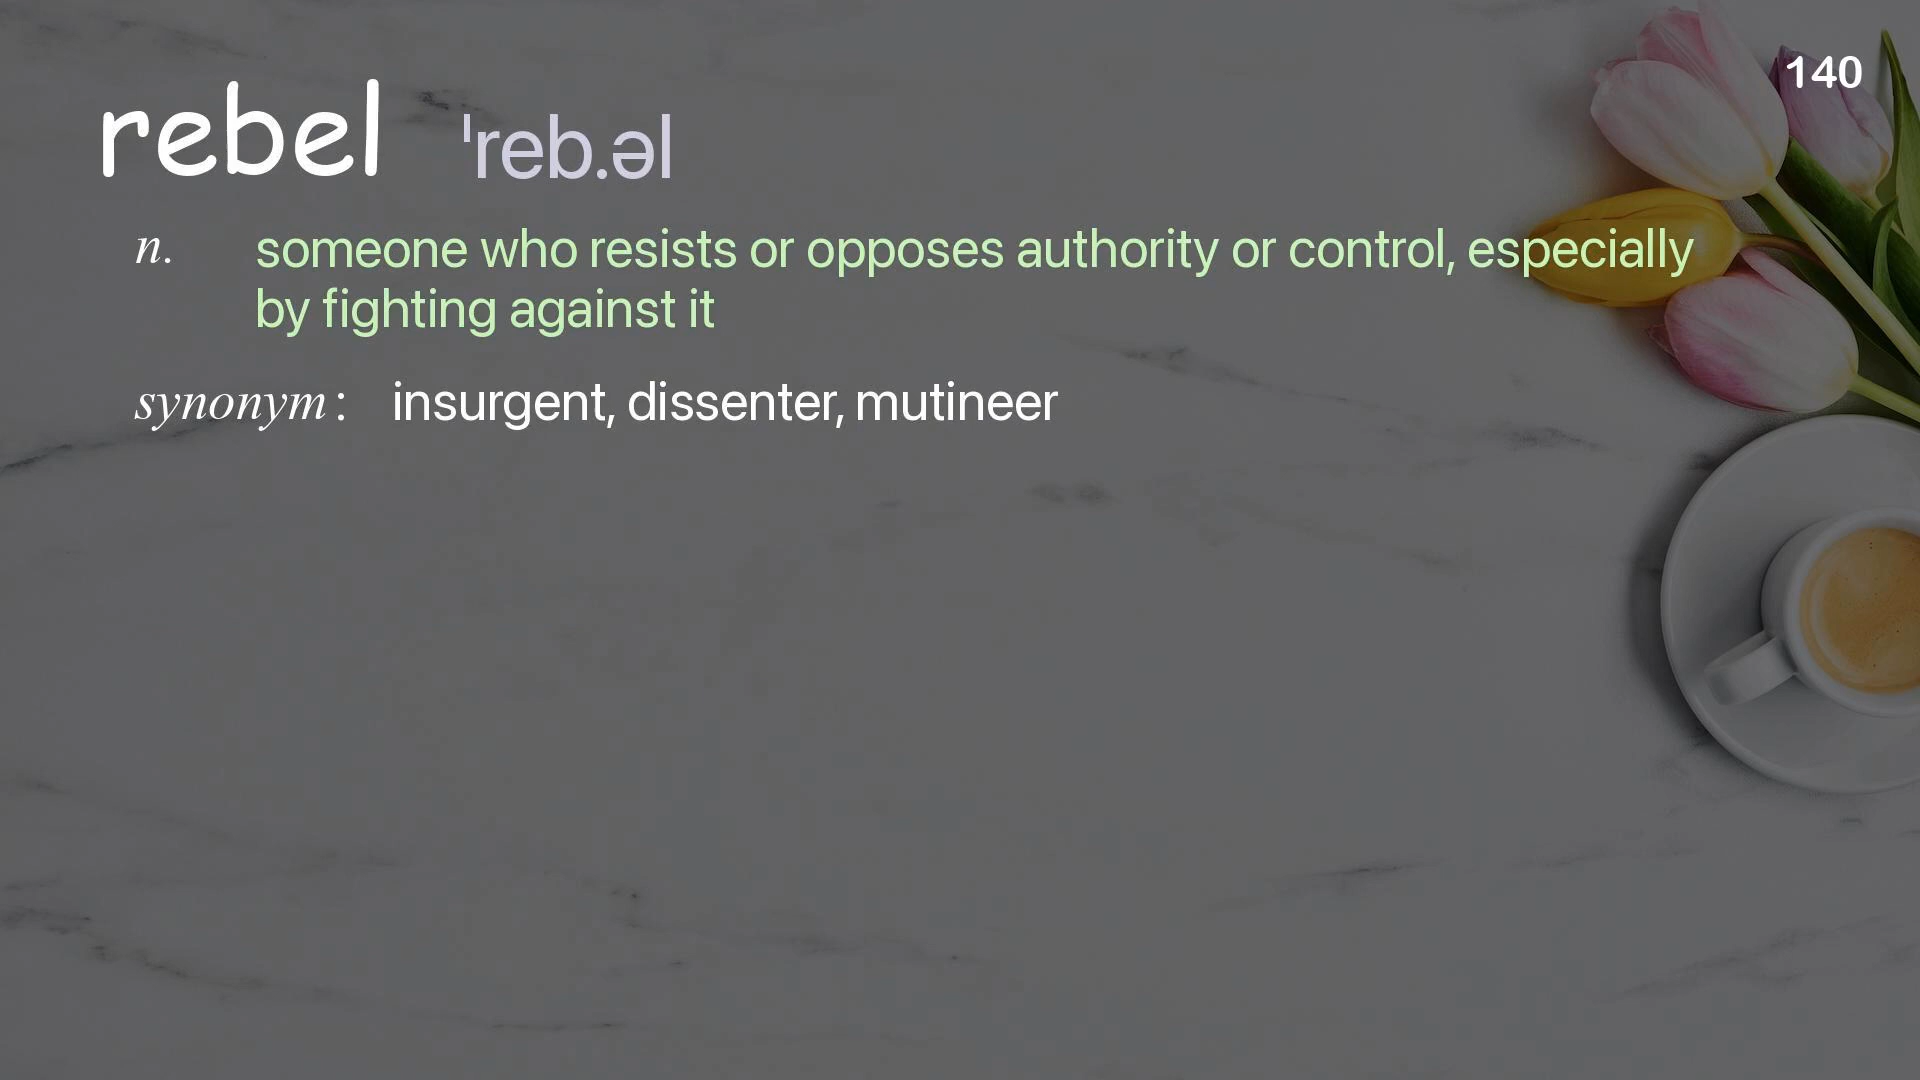 140
rebel ˈreb.əl
n. someone who resists or opposes authority or control, especially
by fighting against it
synonym : insurgent, dissenter, mutineer